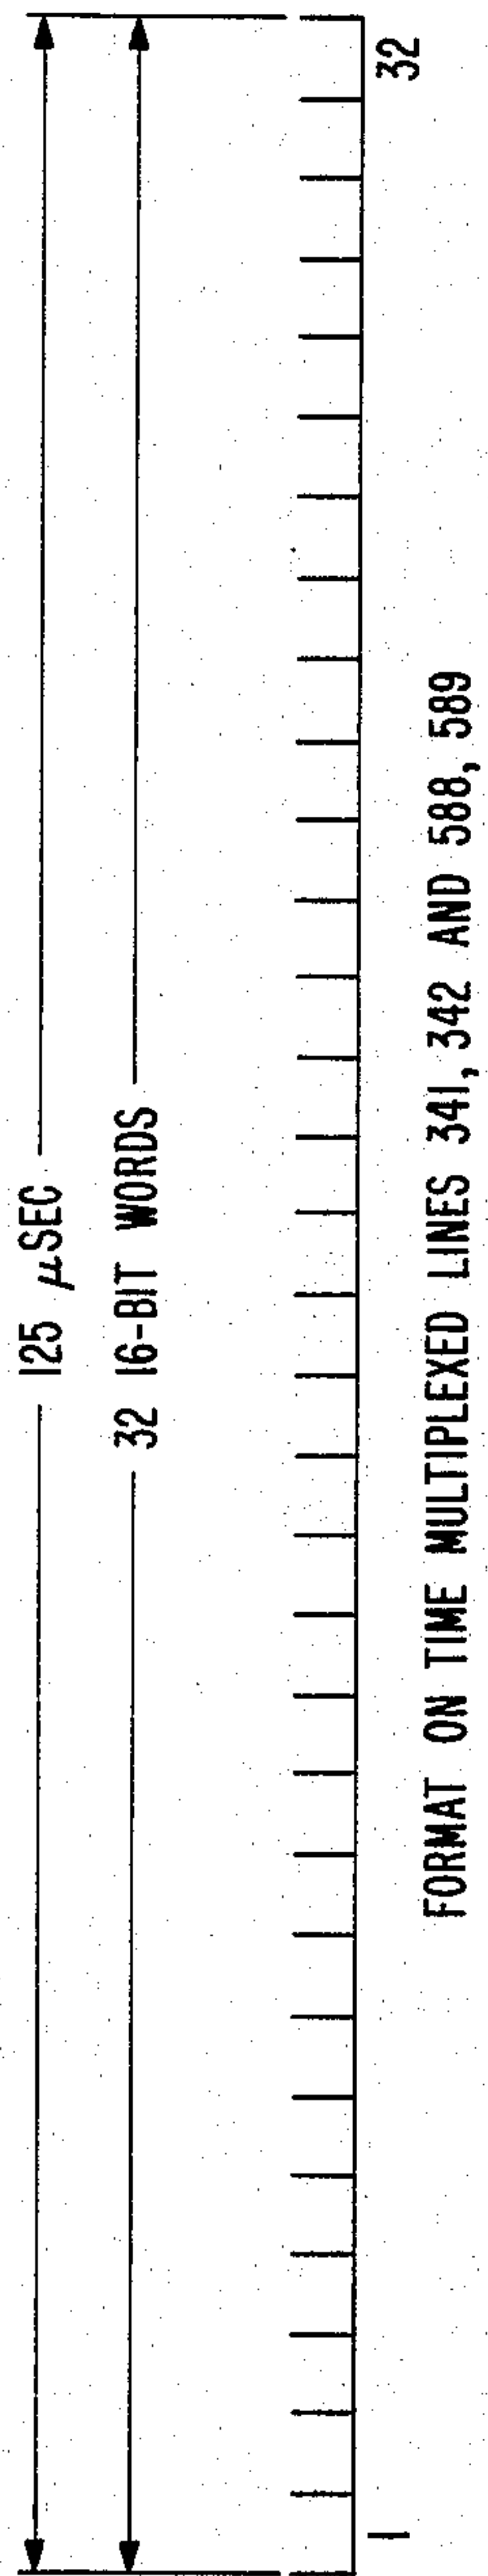 125 μSEC
32 16-BIT WORDS
1 32
FORMAT ON TIME MULTIPLEXED LINES 341, 342 AND 588, 589